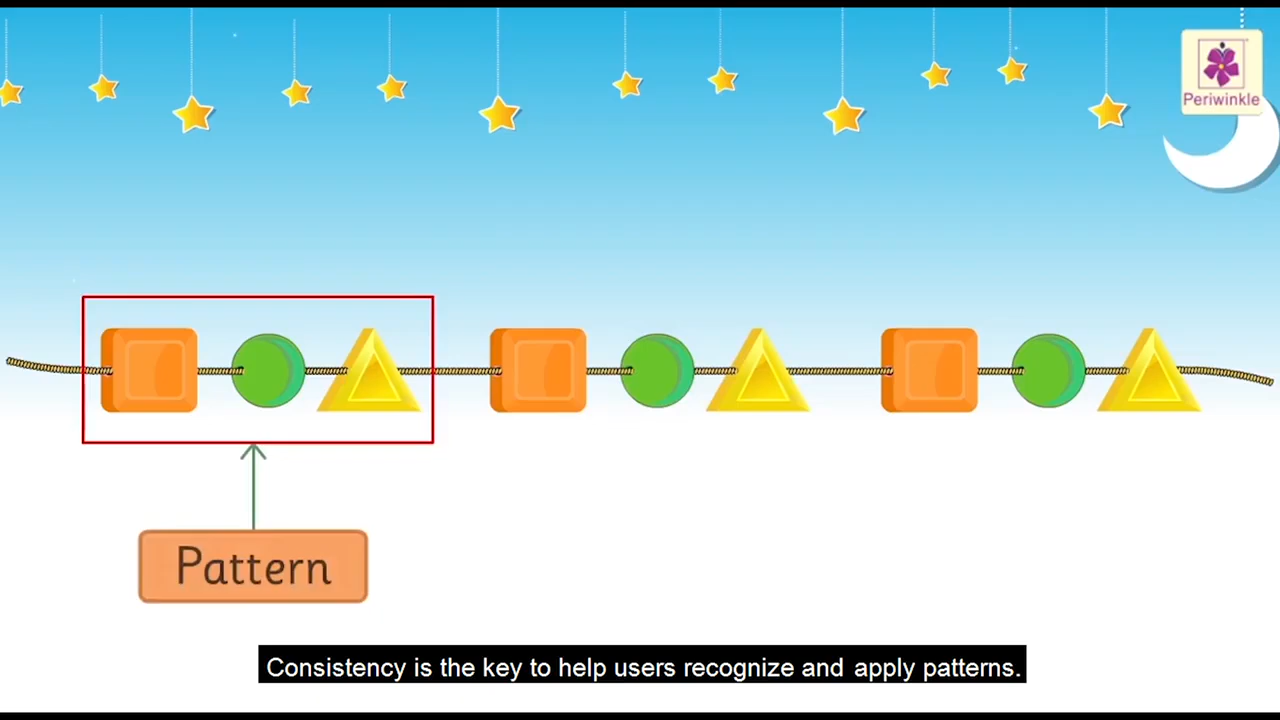 Periwinkle
Pattern
Consistency is the key to help users recognize and apply patterns.